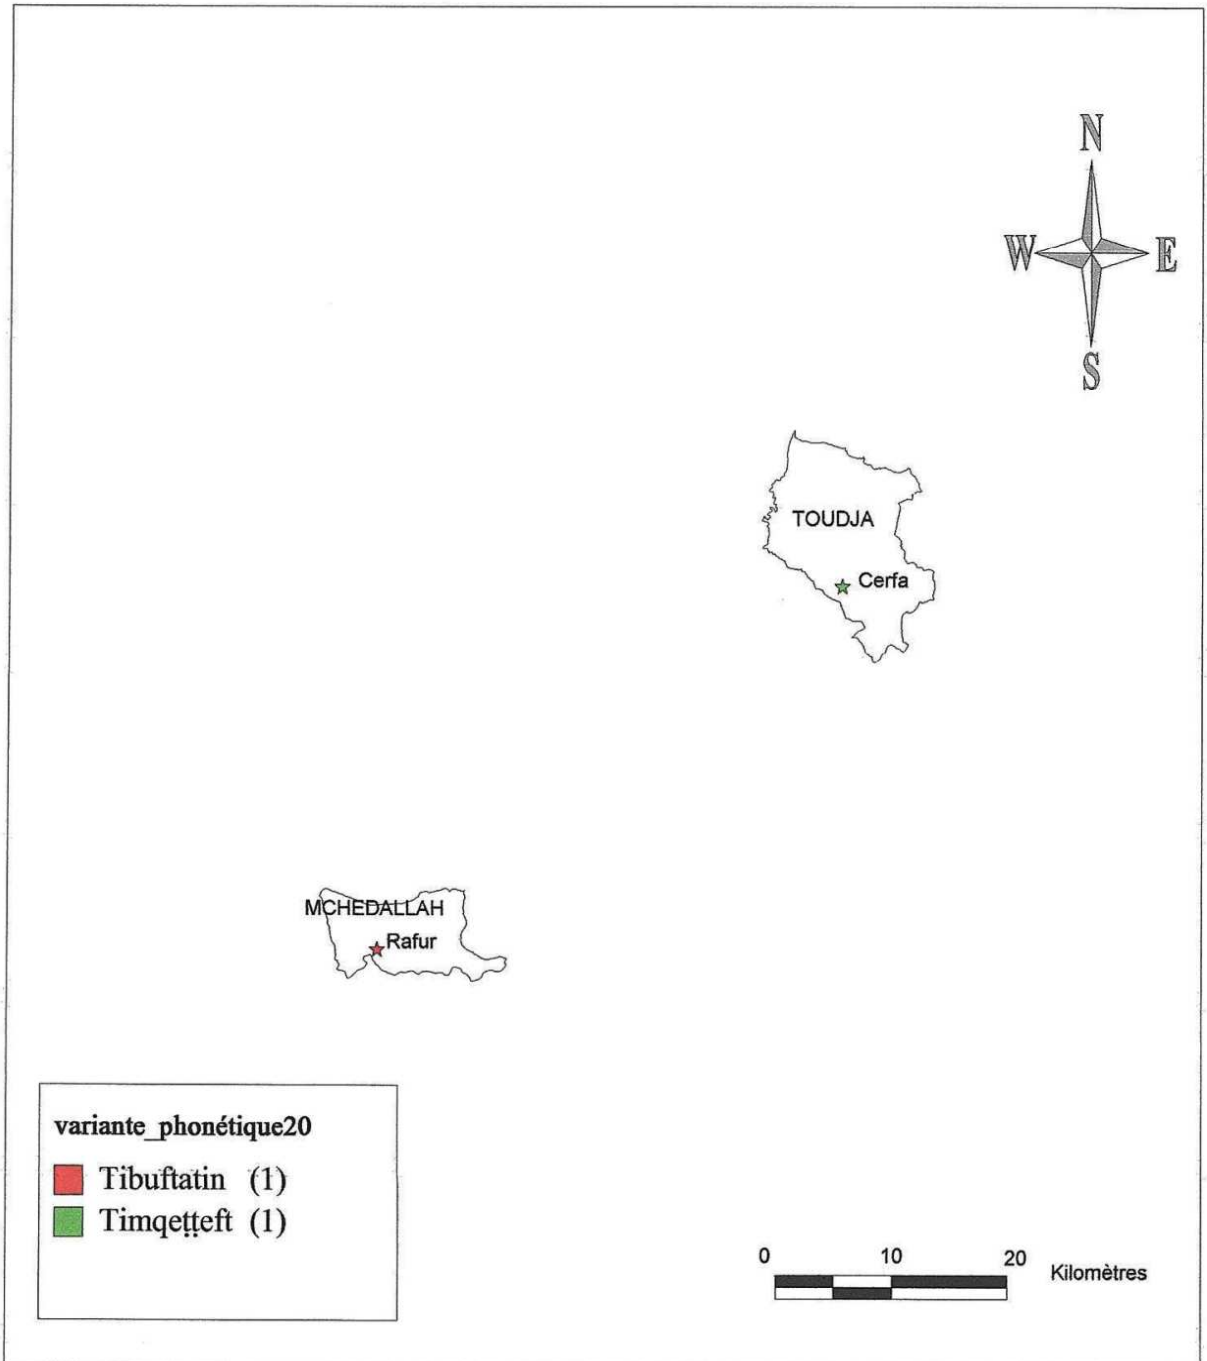 N
W E
S
TOUDJA
Cerfa
MCHEDALLAH
Rafur
variante_phonétique20
Tibuftatin (1)
Timqeṭṭeft (1)
0 10 20 Kilomètres